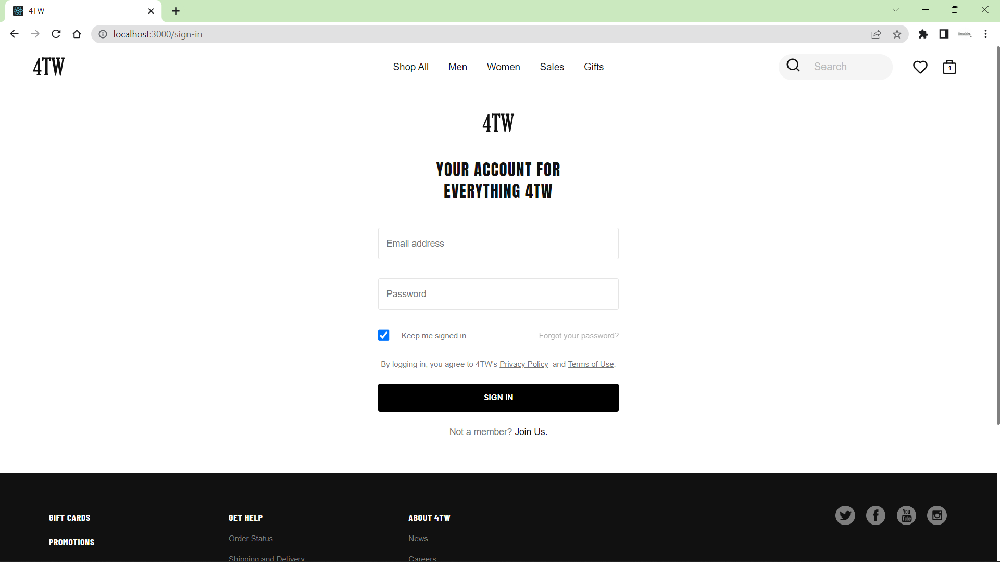 4TW
localhost:3000/sign-in
4TW
Shop All
Men
Women
Sales
Gifts
Search
1
4TW
YOUR ACCOUNT FOR
EVERYTHING 4TW
Email address
Password
Keep me signed in
Forgot your password?
By logging in, you agree to 4TW's Privacy Policy and Terms of Use.
SIGN IN
Not a member? Join Us.
GIFT CARDS
PROMOTIONS
GET HELP
Order Status
Shipping and Delivery
ABOUT 4TW
News
Careers
You
Tube